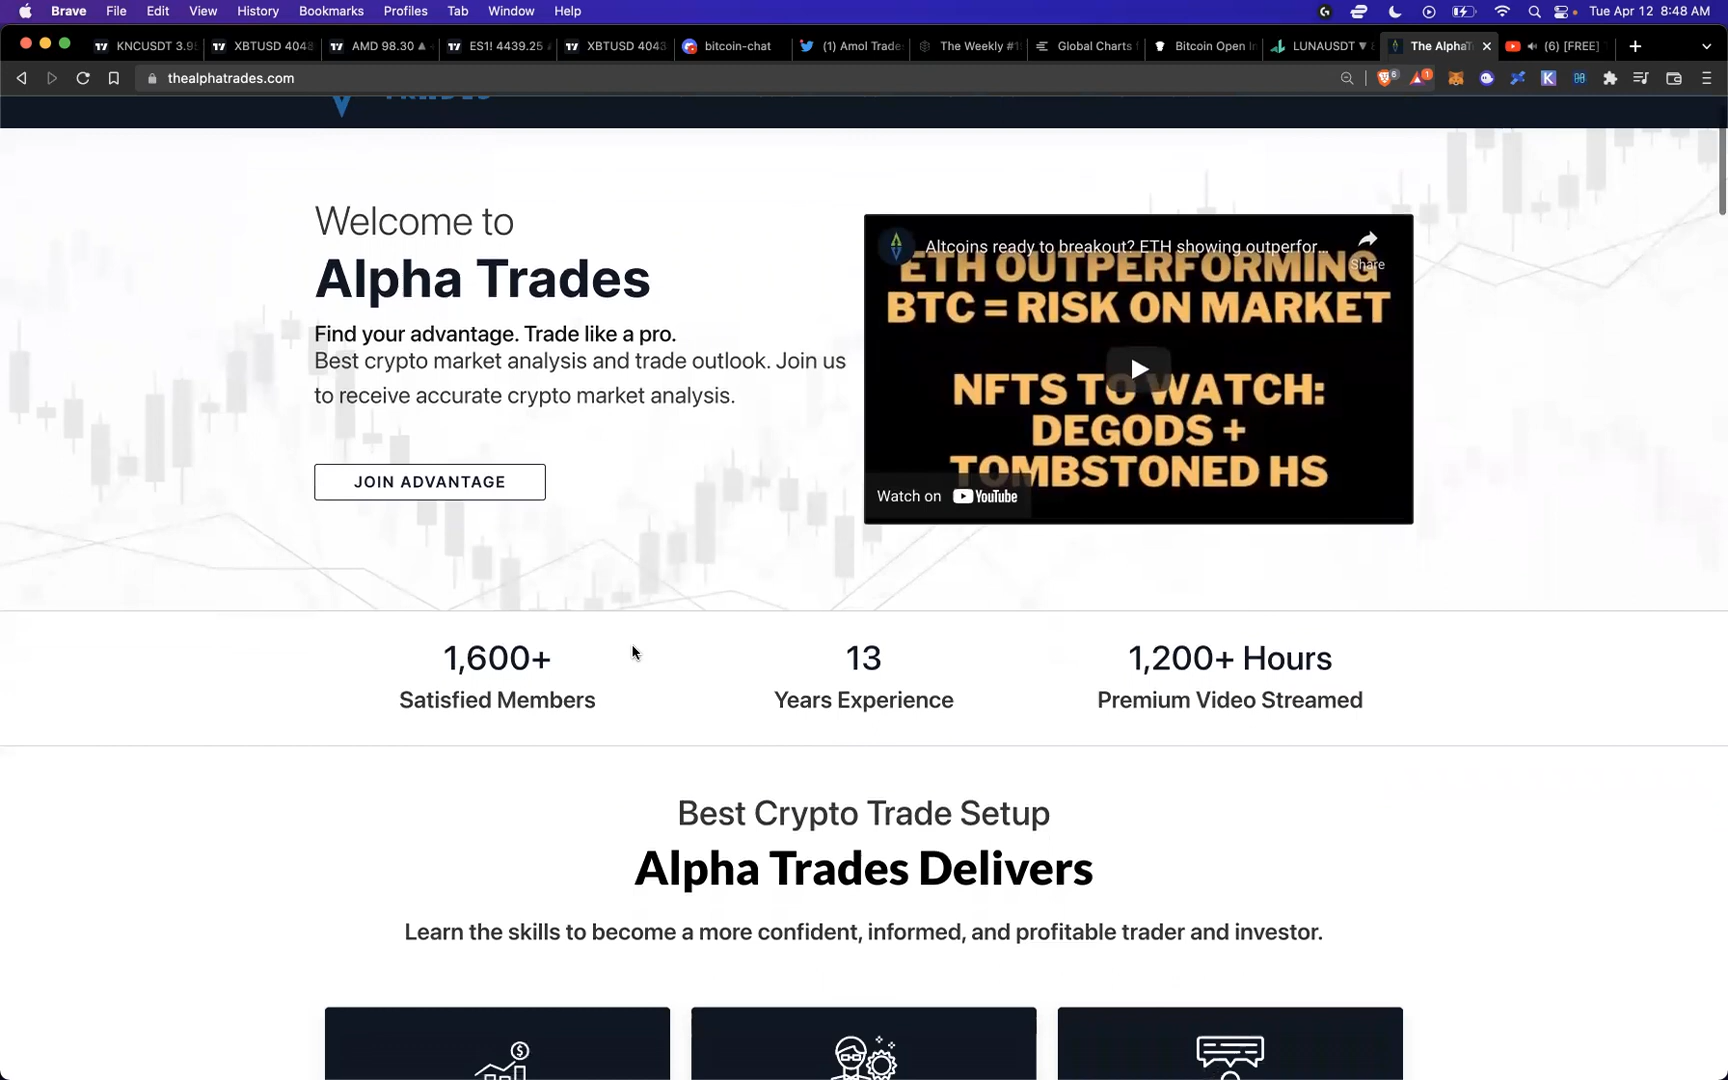 Brave File Edit View History Bookmarks Profiles Tab Window Help Tue Apr 12 8:48 AM
KNCUSDT 3.9 XBTUSD 404 AMD 98.30 ES1! 4439.25 XBTUSD 404 bitcoin-chat (1) Amol Trade The Weekly #1 Global Charts Bitcoin Open In LUNAUSDT The AlphaT (6) [FREE]
thealphatrades.com
Welcome to
Alpha Trades
Find your advantage. Trade like a pro.
Best crypto market analysis and trade outlook. Join us
to receive accurate crypto market analysis.
JOIN ADVANTAGE
Altcoins ready to breakout? ETH showing outperfor...
Share
ETH OUTPERFORMING
BTC = RISK ON MARKET
NFTS TO WATCH:
DEGODS +
TOMBSTONED HS
Watch on YouTube
1,600+
Satisfied Members
13
Years Experience
1,200+ Hours
Premium Video Streamed
Best Crypto Trade Setup
Alpha Trades Delivers
Learn the skills to become a more confident, informed, and profitable trader and investor.